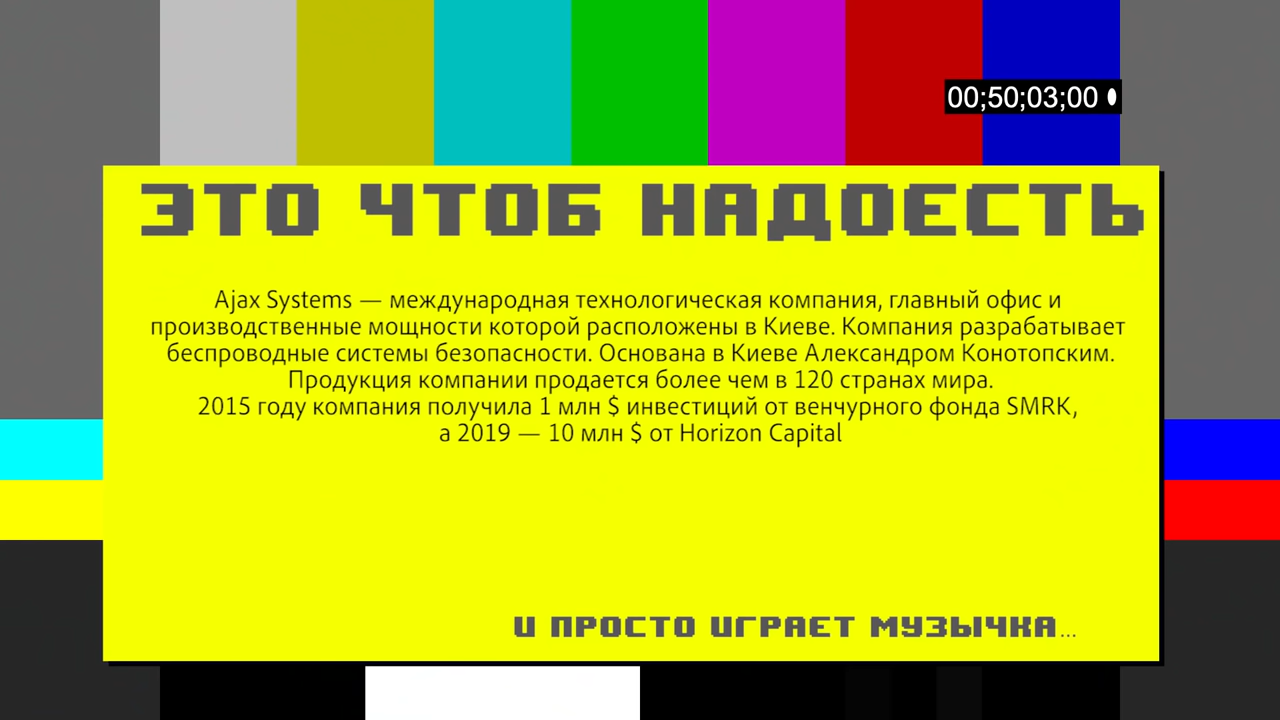 00;50;03;00
ЭТО ЧТОБ НАДОЕСТЬ
Ajax Systems — международная технологическая компания, главный офис и
производственные мощности которой расположены в Киеве. Компания разрабатывает
беспроводные системы безопасности. Основана в Киеве Александром Конотопским.
Продукция компании продается более чем в 120 странах мира.
2015 году компания получила 1 млн $ инвестиций от венчурного фонда SMRK,
а 2019 — 10 млн $ от Horizon Capital
И ПРОСТО ИГРАЕТ МУЗЫЧКА...